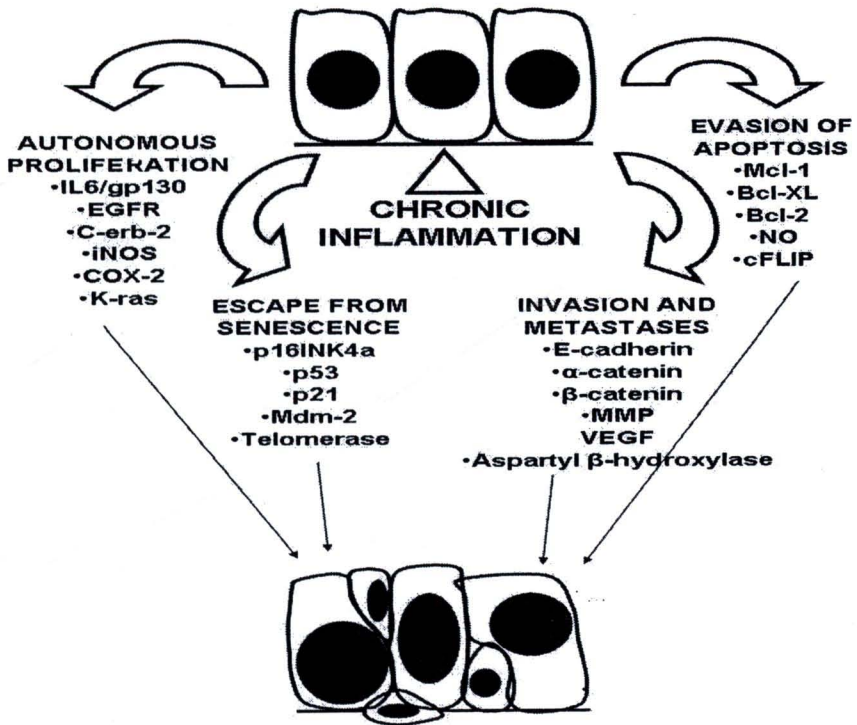 AUTONOMOUS
PROLIFERATION
•IL6/gp130
•EGFR
•C-erb-2
•iNOS
•COX-2
•K-ras
EVASION OF
APOPTOSIS
•Mcl-1
•Bcl-XL
•Bcl-2
•NO
•cFLIP
CHRONIC
INFLAMMATION
ESCAPE FROM
SENESCENCE
•p16INK4a
•p53
•p21
•Mdm-2
•Telomerase
INVASION AND
METASTASES
•E-cadherin
•α-catenin
•β-catenin
•MMP
VEGF
•Aspartyl β-hydroxylase